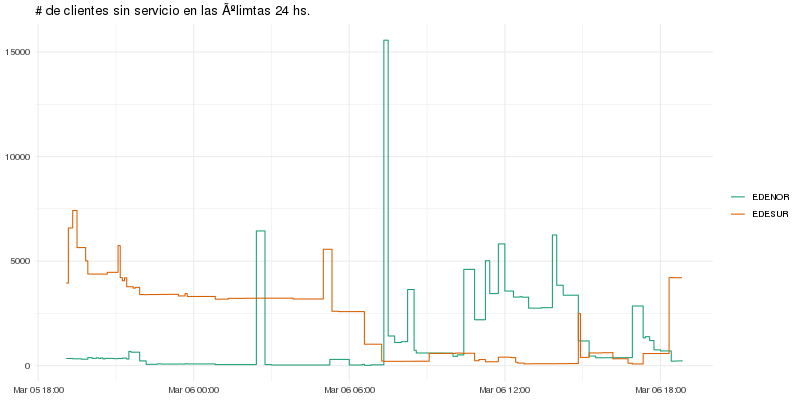 # de clientes sin servicio en las Ãºlimtas 24 hs.
15000
10000
5000
0
EDENOR
EDESUR
Mar 05 18:00 Mar 06 00:00 Mar 06 06:00 Mar 06 12:00 Mar 06 18:00